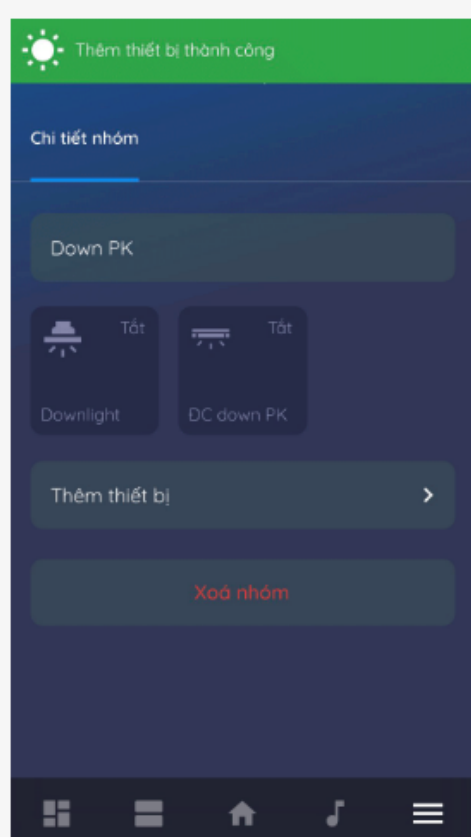 Thêm thiết bị thành công
Chi tiết nhóm
Down PK
Tắt
Tắt
Downlight
ĐC down PK
Thêm thiết bị
Xoá nhóm